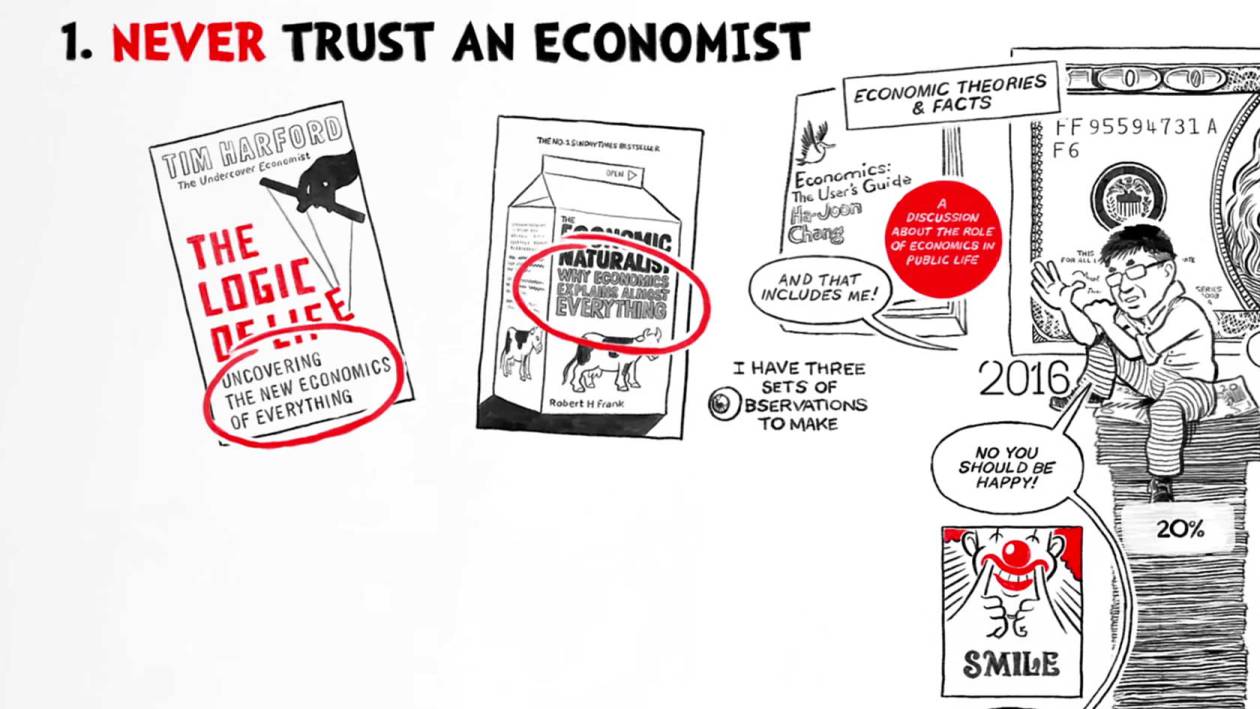 1. NEVER TRUST AN ECONOMIST
TIM HARFORD
The Undercover Economist
THE
LOGIC
OF LIFE
UNCOVERING
THE NEW ECONOMICS
OF EVERYTHING
THE NO.1 SUNDAY TIMES BESTSELLER
OPEN
THE
ECONOMIC
NATURALIST
WHY ECONOMICS
EXPLAINS ALMOST
EVERYTHING
Robert H Frank
ECONOMIC THEORIES
& FACTS
Economics:
The User's Guide
Ha-Joon
Chang
A
DISCUSSION
ABOUT THE ROLE
OF ECONOMICS IN
PUBLIC LIFE
AND THAT
INCLUDES ME!
I HAVE THREE
SETS OF
BSERVATIONS
TO MAKE
FF95594731A
F6
THIS
FOR ALL
SERIES
2016
NO YOU
SHOULD BE
HAPPY!
20%
SMILE